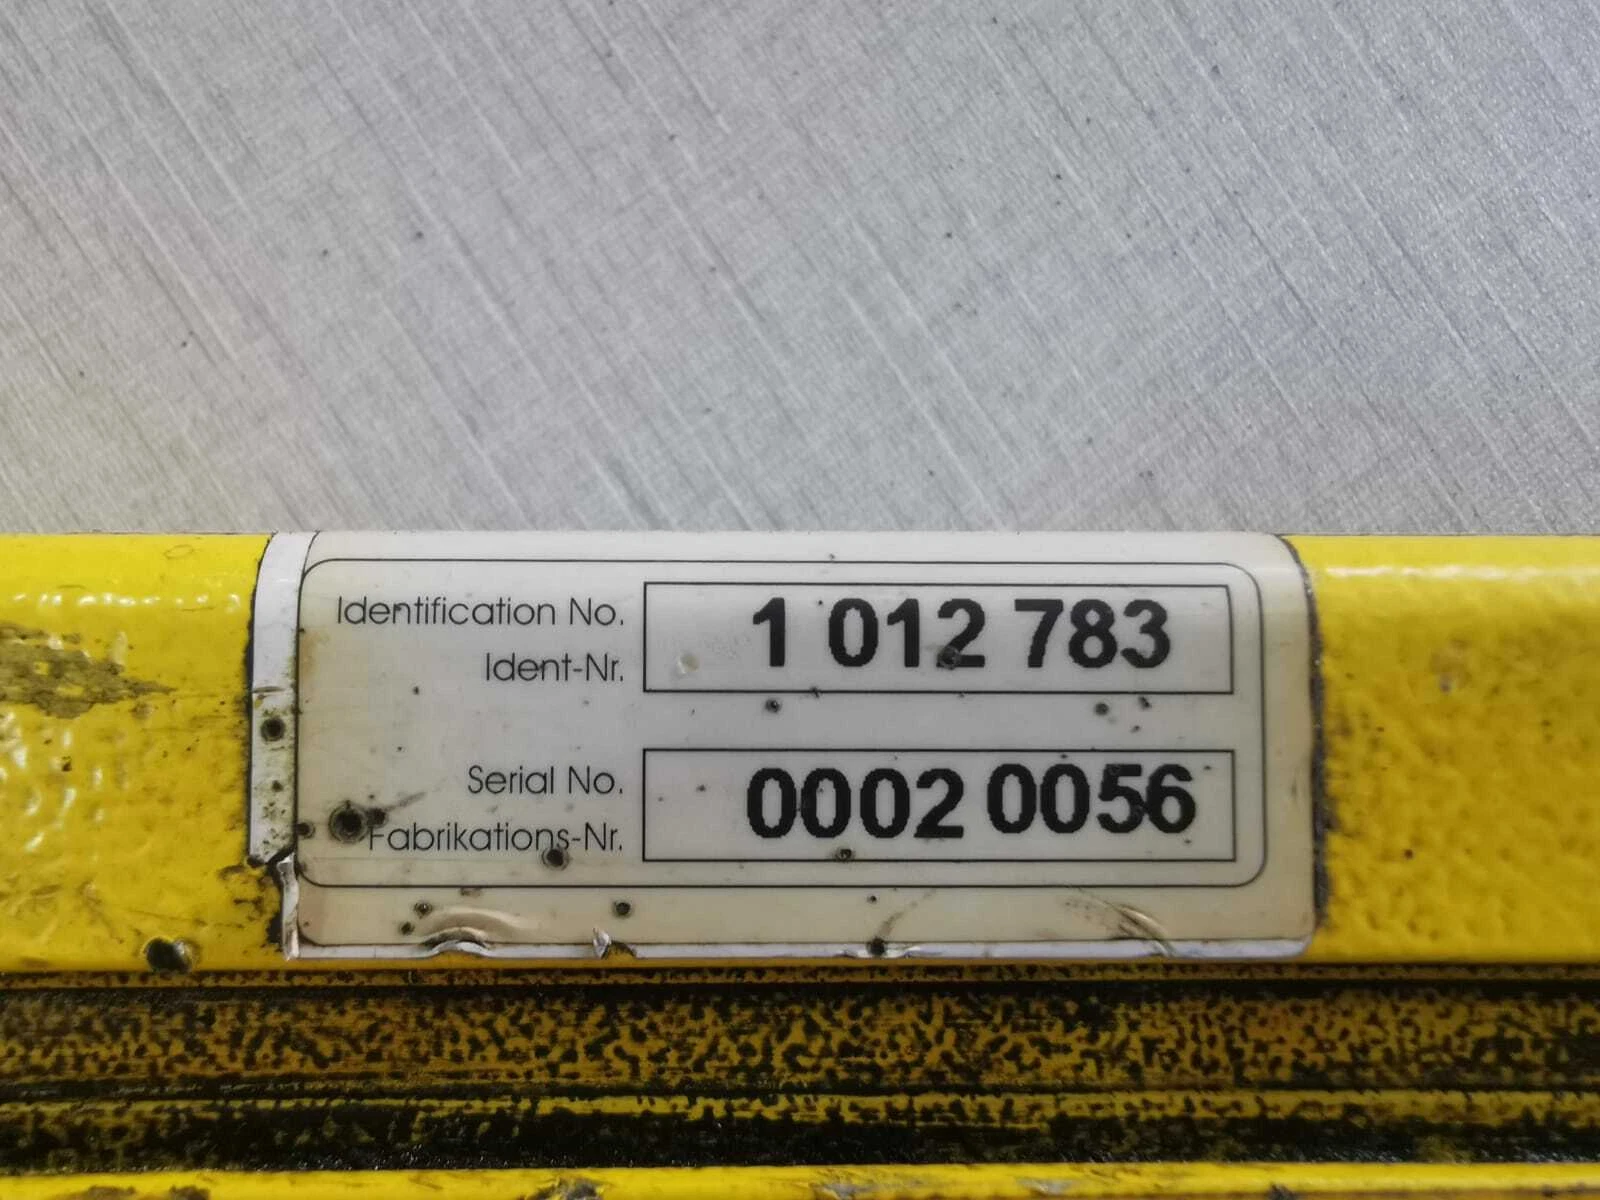 Identification No.
Ident-Nr.
1 012 783
Serial No.
Fabrikations-Nr.
0002 0056